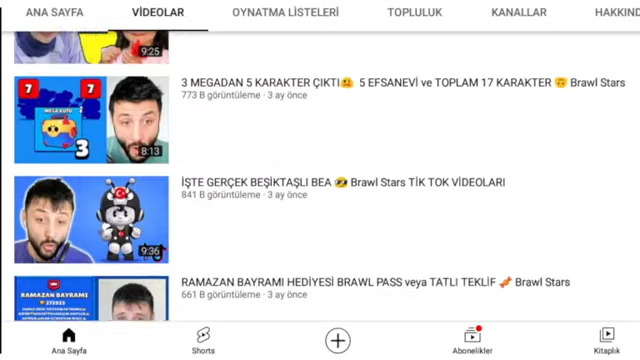 ANA SAYFA VİDEOLAR OYNATMA LİSTELERİ TOPLULUK KANALLAR HAKKIND
9:25
3 MEGADAN 5 KARAKTER ÇIKTI😫 5 EFSANEVİ ve TOPLAM 17 KARAKTER 🙃 Brawl Stars
773 B görüntüleme · 3 ay önce
7 7
MEGA KUTU
3
8:13
İŞTE GERÇEK BEŞİKTAŞLI BEA 😎 Brawl Stars TİK TOK VİDEOLARI
841 B görüntüleme · 3 ay önce
9:36
RAMAZAN BAYRAMI HEDİYESİ BRAWL PASS veya TATLI TEKLİF 🥓 Brawl Stars
661 B görüntüleme · 3 ay önce
RAMAZAN BAYRAMI
Ana Sayfa Shorts Abonelikler Kitaplık